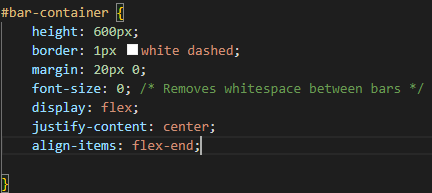 #bar-container {
    height: 600px;
    border: 1px white dashed;
    margin: 20px 0;
    font-size: 0; /* Removes whitespace between bars */
    display: flex;
    justify-content: center;
    align-items: flex-end;
}